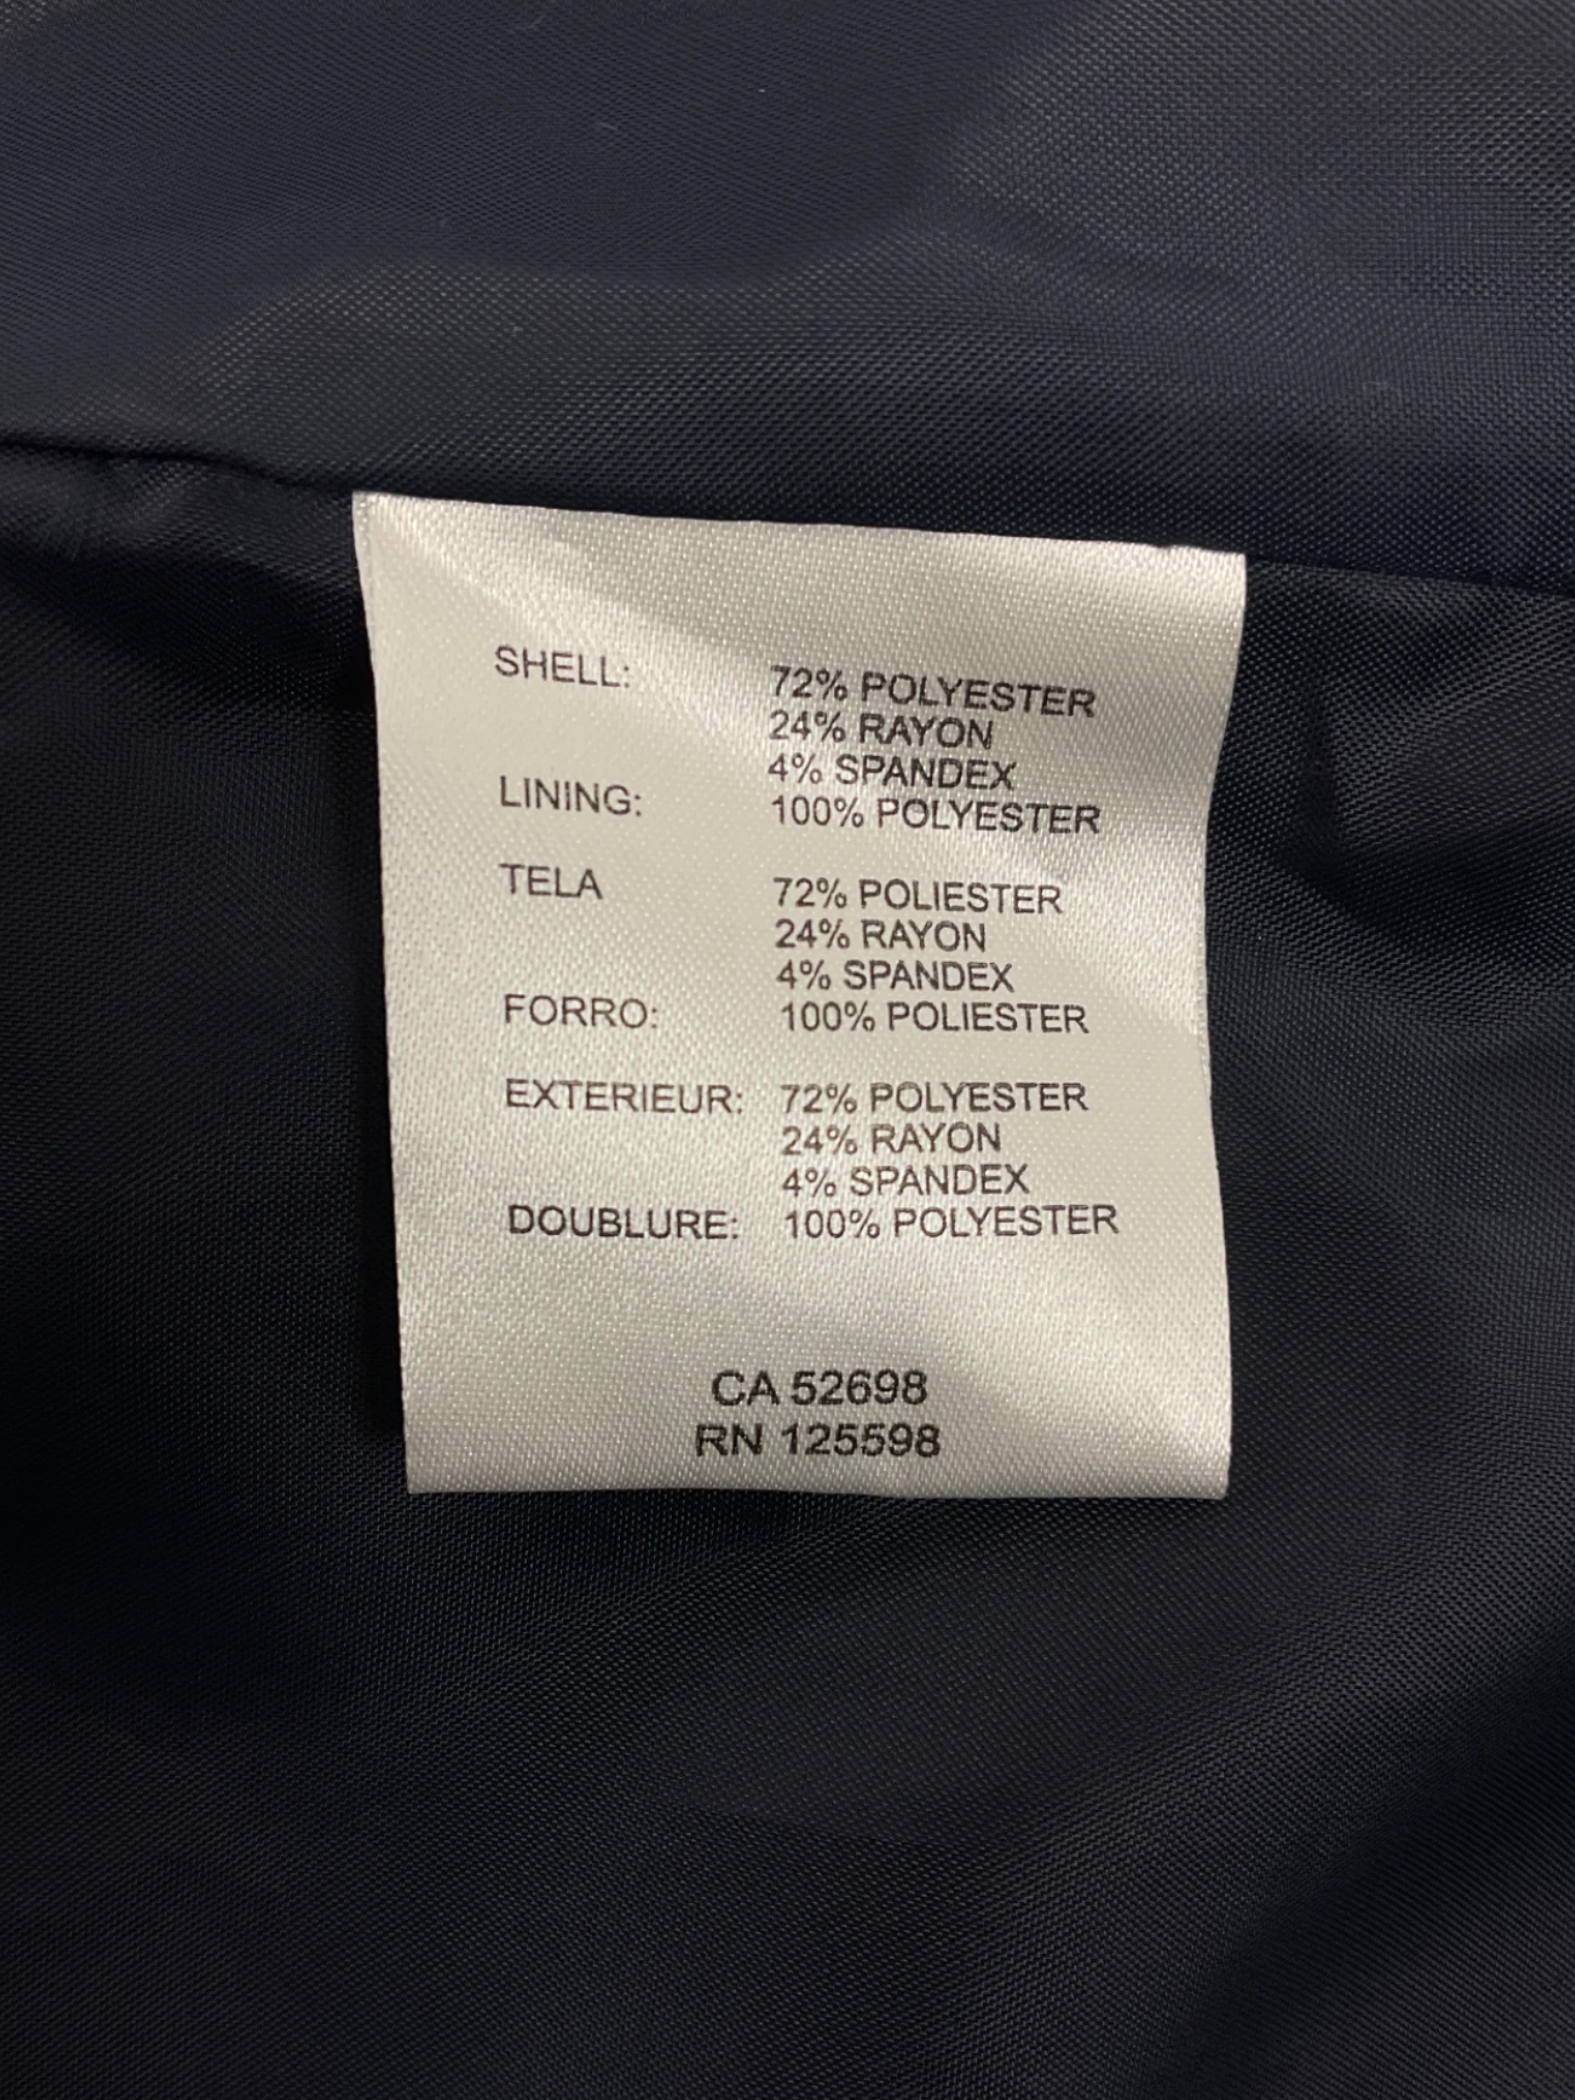 SHELL: 72% POLYESTER
24% RAYON
4% SPANDEX
LINING: 100% POLYESTER
TELA 72% POLIESTER
24% RAYON
4% SPANDEX
FORRO: 100% POLIESTER
EXTERIEUR: 72% POLYESTER
24% RAYON
4% SPANDEX
DOUBLURE: 100% POLYESTER
CA 52698
RN 125598